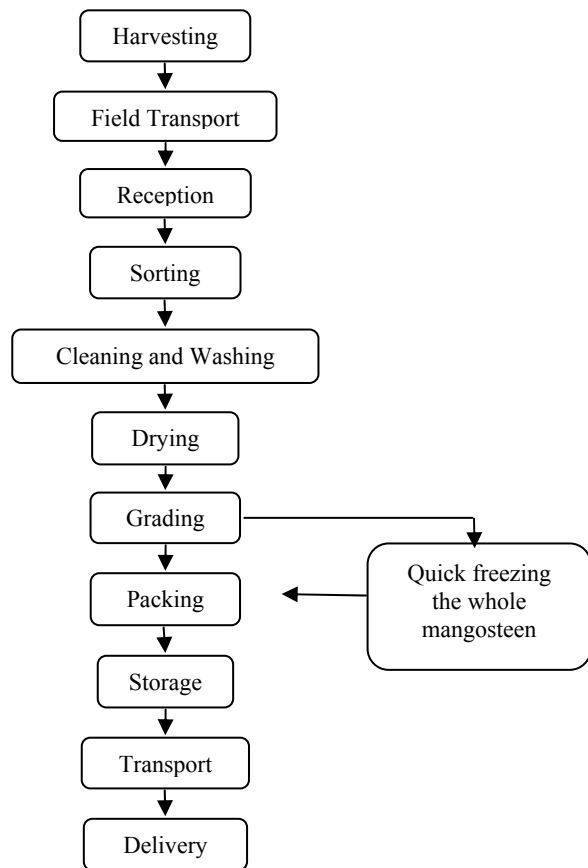 Harvesting
Field Transport
Reception
Sorting
Cleaning and Washing
Drying
Grading
Quick freezing
the whole
mangosteen
Packing
Storage
Transport
Delivery